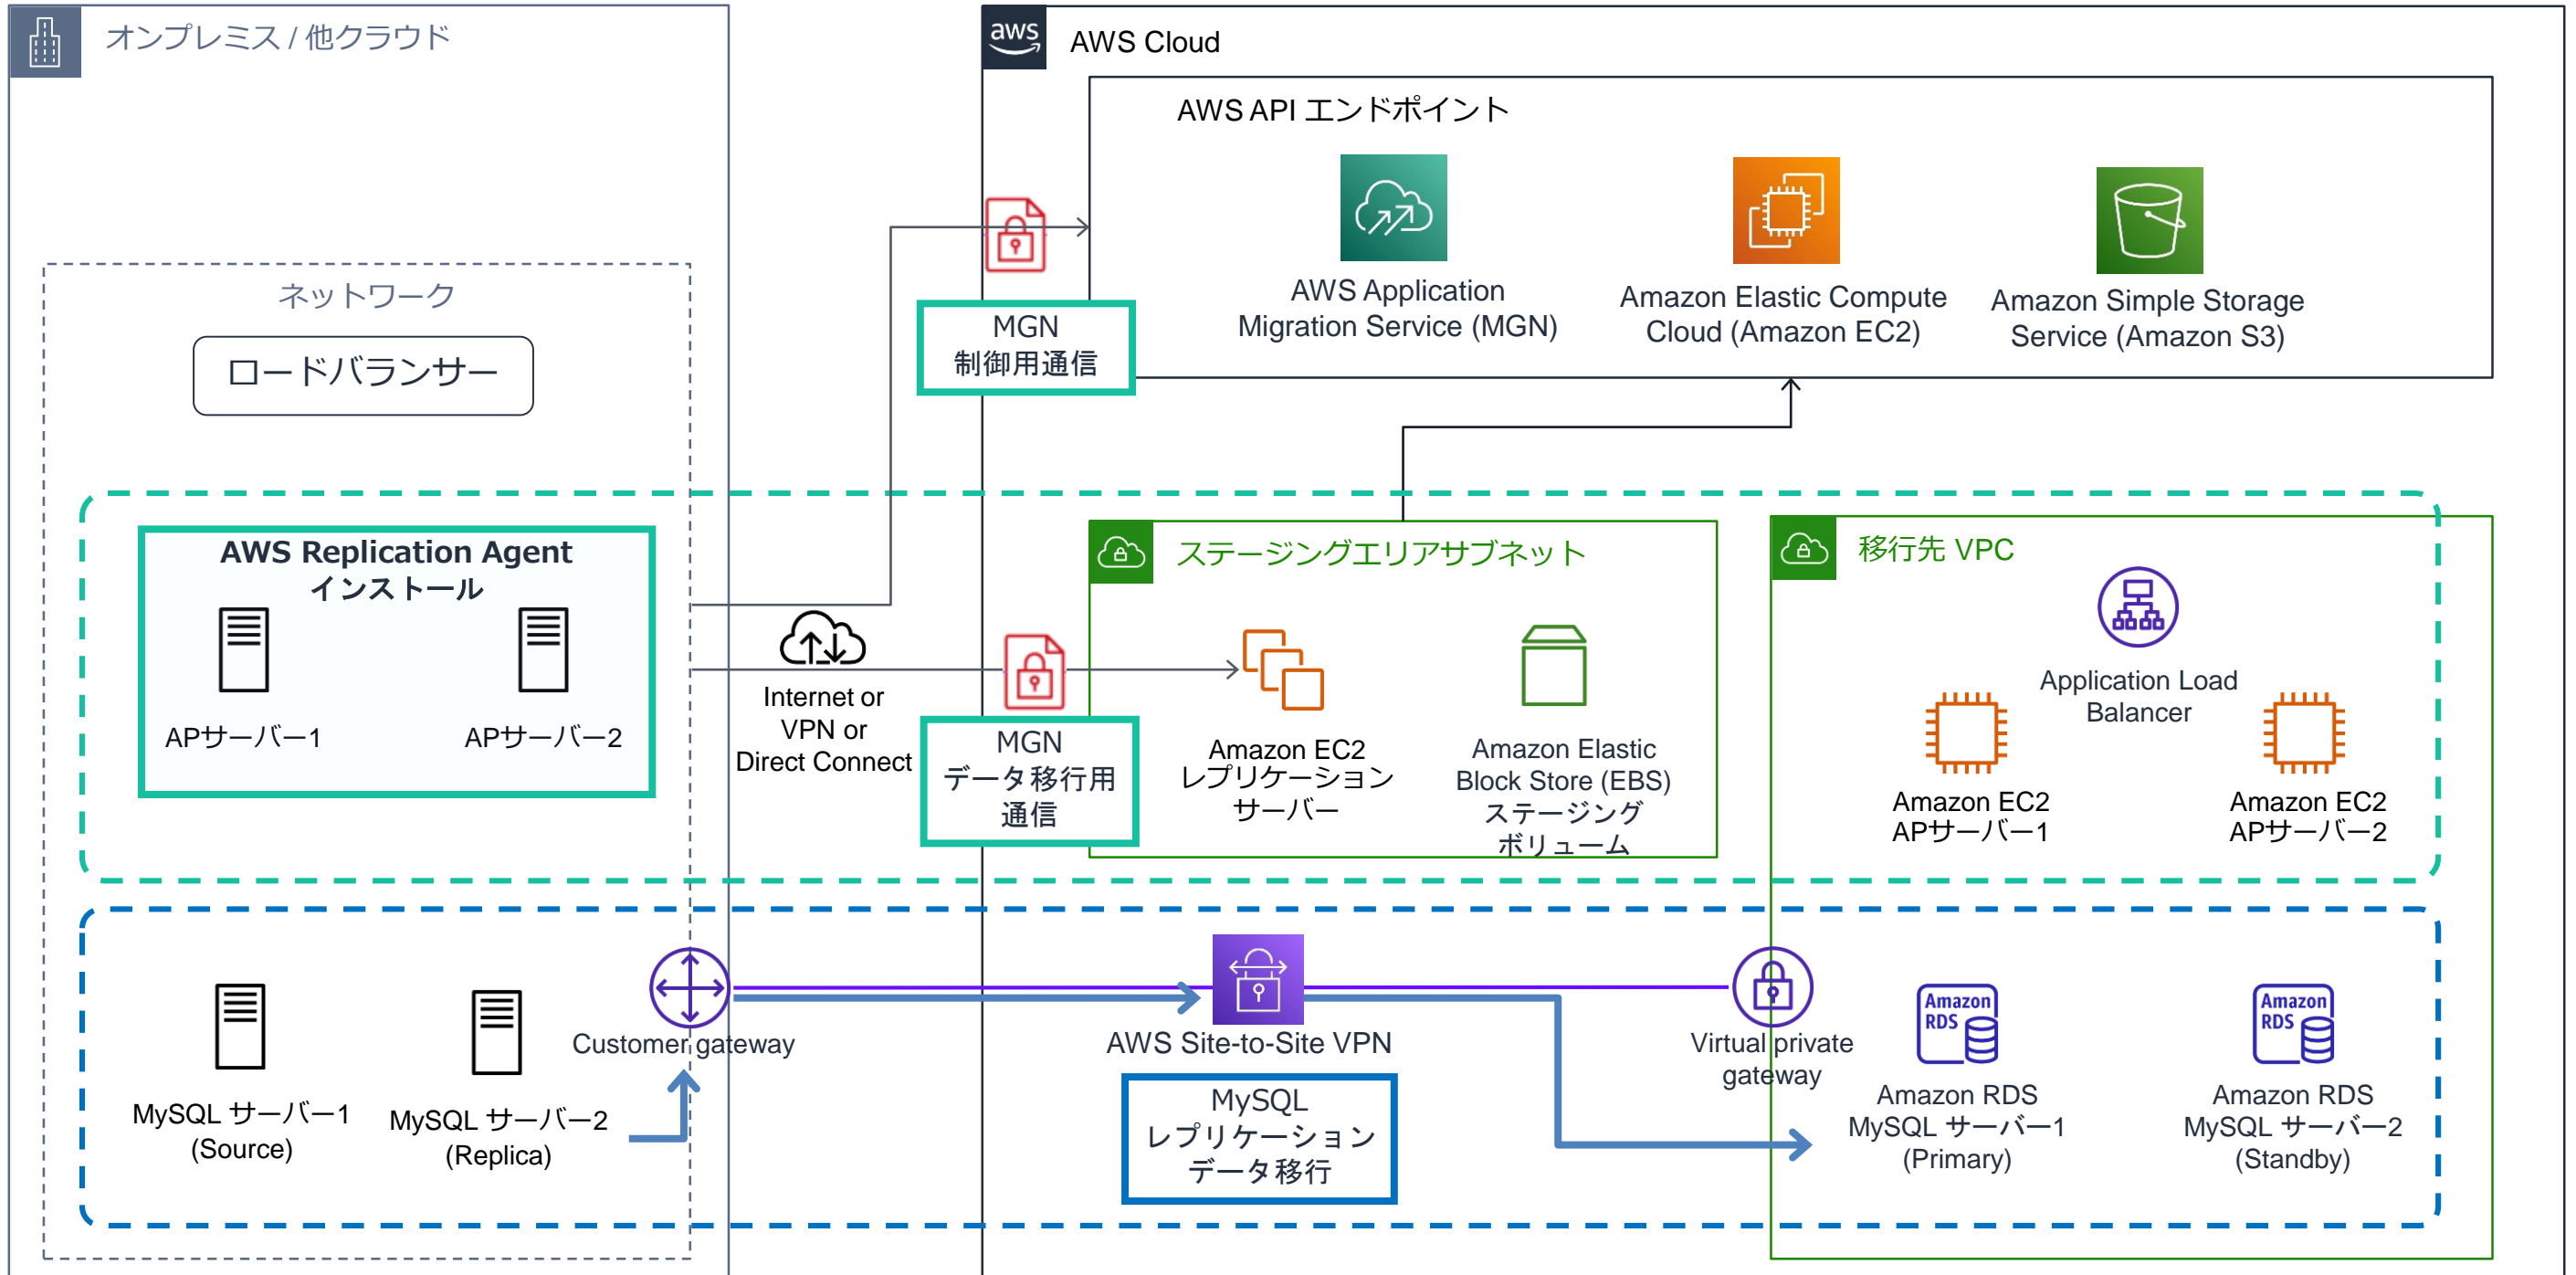 オンプレミス / 他クラウド
aws
AWS Cloud
AWS API エンドポイント
AWS Application
Migration Service (MGN)
Amazon Elastic Compute
Cloud (Amazon EC2)
Amazon Simple Storage
Service (Amazon S3)
MGN
制御用通信
ネットワーク
ロードバランサー
AWS Replication Agent
インストール
APサーバー1
APサーバー2
Internet or
VPN or
Direct Connect
MGN
データ移行用
通信
ステージングエリアサブネット
Amazon EC2
レプリケーション
サーバー
Amazon Elastic
Block Store (EBS)
ステージング
ボリューム
移行先 VPC
Application Load
Balancer
Amazon EC2
APサーバー1
Amazon EC2
APサーバー2
MySQL サーバー1
(Source)
MySQL サーバー2
(Replica)
Customer gateway
AWS Site-to-Site VPN
MySQL
レプリケーション
データ移行
Virtual private
gateway
Amazon
RDS
Amazon RDS
MySQL サーバー1
(Primary)
Amazon
RDS
Amazon RDS
MySQL サーバー2
(Standby)